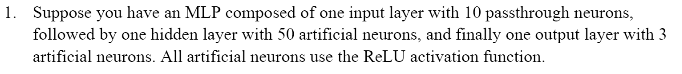 1. Suppose you have an MLP composed of one input layer with 10 passthrough neurons,
followed by one hidden layer with 50 artificial neurons, and finally one output layer with 3
artificial neurons. All artificial neurons use the ReLU activation function.